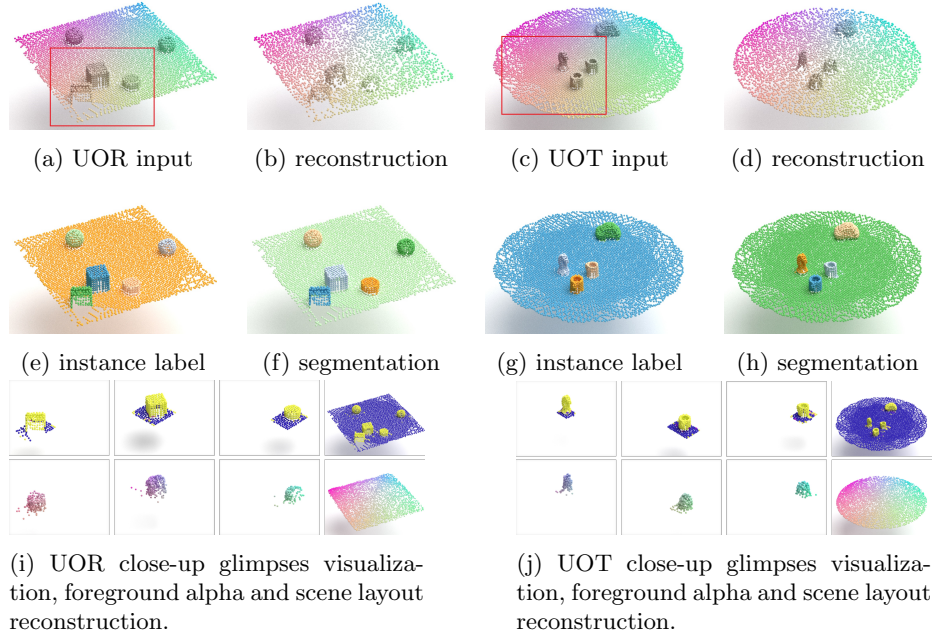 (a) UOR input
(b) reconstruction
(c) UOT input
(d) reconstruction
(e) instance label
(f) segmentation
(g) instance label
(h) segmentation
(i) UOR close-up glimpses visualiza-
tion, foreground alpha and scene layout
reconstruction.
(j) UOT close-up glimpses visualiza-
tion, foreground alpha and scene layout
reconstruction.